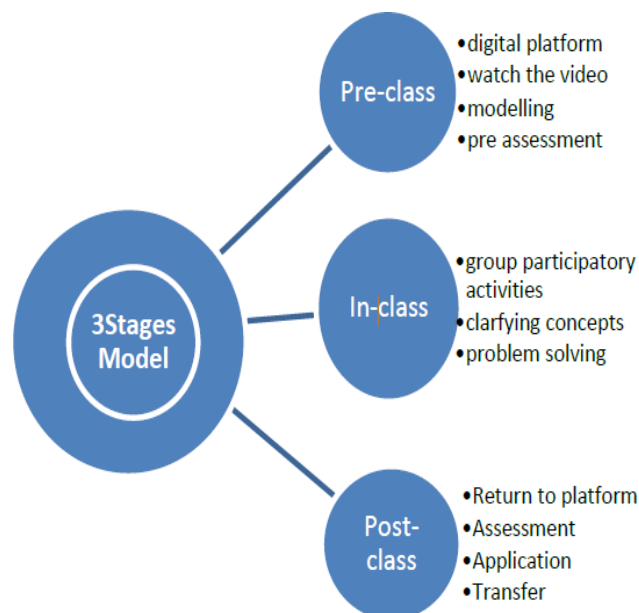 3Stages
Model
Pre-class
•digital platform
•watch the video
•modelling
•pre assessment
In-class
•group participatory
activities
•clarfying concepts
•problem solving
Post-
class
•Return to platform
•Assessment
•Application
•Transfer